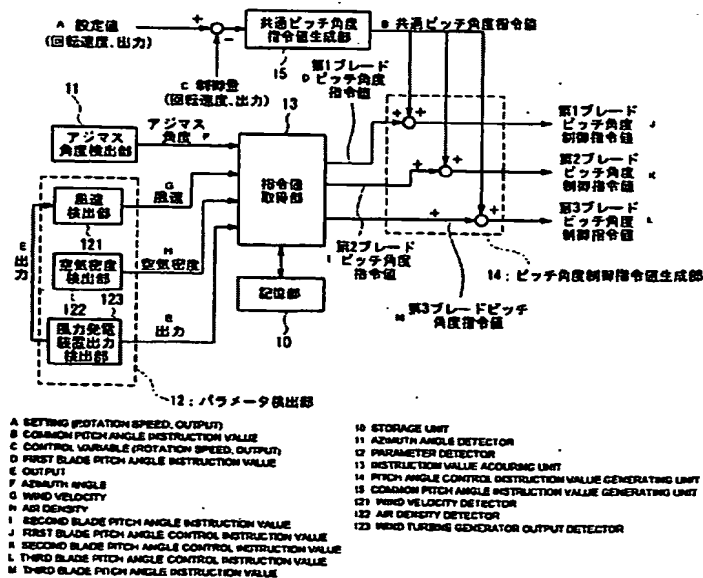 A 設定値
(回転速度、出力)
+
-
共通ピッチ角度
指令値生成部
15
B 共通ピッチ角度指令値
C 制御量
(回転速度、出力)
第1ブレード
D ピッチ角度
指令値
11
アジマス
角度検出部
アジマス
角度 F
13
指令値
取得部
+ +
+ +
+ +
第1ブレード
ピッチ角度 J
制御指令値
第2ブレード
ピッチ角度 K
制御指令値
第3ブレード
ピッチ角度 L
制御指令値
風速
検出部
121
G
風速
空気密度
検出部
H
空気密度
122
123
E 出力
風力発電
装置出力
検出部
E
出力
記憶部
10
第2ブレード
I ピッチ角度
指令値
14:ピッチ角度制御指令値生成部
M 第3ブレードピッチ
角度指令値
12:パラメータ検出部
A SETTING (ROTATION SPEED, OUTPUT)
B COMMON PITCH ANGLE INSTRUCTION VALUE
C CONTROL VARIABLE (ROTATION SPEED, OUTPUT)
D FIRST BLADE PITCH ANGLE INSTRUCTION VALUE
E OUTPUT
F AZIMUTH ANGLE
G WIND VELOCITY
H AIR DENSITY
I SECOND BLADE PITCH ANGLE INSTRUCTION VALUE
J FIRST BLADE PITCH ANGLE CONTROL INSTRUCTION VALUE
K SECOND BLADE PITCH ANGLE CONTROL INSTRUCTION VALUE
L THIRD BLADE PITCH ANGLE CONTROL INSTRUCTION VALUE
M THIRD BLADE PITCH ANGLE INSTRUCTION VALUE
10 STORAGE UNIT
11 AZIMUTH ANGLE DETECTOR
12 PARAMETER DETECTOR
13 INSTRUCTION VALUE ACQUIRING UNIT
14 PITCH ANGLE CONTROL INSTRUCTION VALUE GENERATING UNIT
15 COMMON PITCH ANGLE INSTRUCTION VALUE GENERATING UNIT
121 WIND VELOCITY DETECTOR
122 AIR DENSITY DETECTOR
123 WIND TURBINE GENERATOR OUTPUT DETECTOR